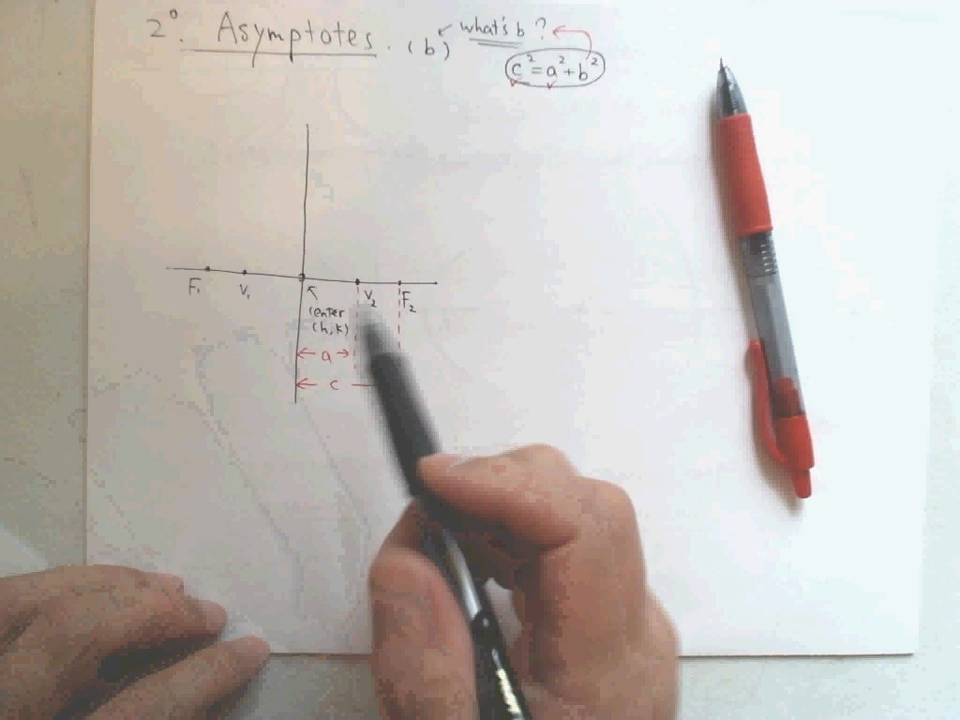 2°. Asymptotes. (b) what's b?
c²=a²+b²
F₁ V₁ V₂ F₂
Center
(h,k)
a
c